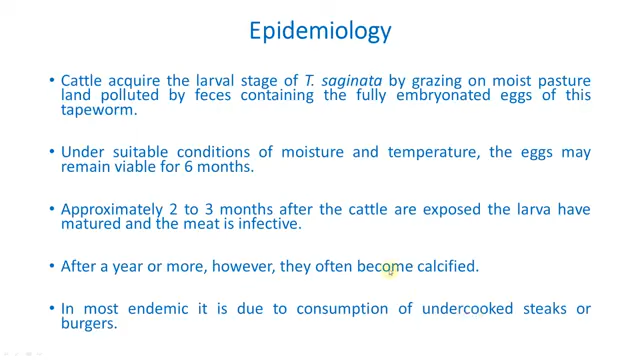 Epidemiology
• Cattle acquire the larval stage of T. saginata by grazing on moist pasture
land polluted by feces containing the fully embryonated eggs of this
tapeworm.
• Under suitable conditions of moisture and temperature, the eggs may
remain viable for 6 months.
• Approximately 2 to 3 months after the cattle are exposed the larva have
matured and the meat is infective.
• After a year or more, however, they often become calcified.
• In most endemic it is due to consumption of undercooked steaks or
burgers.